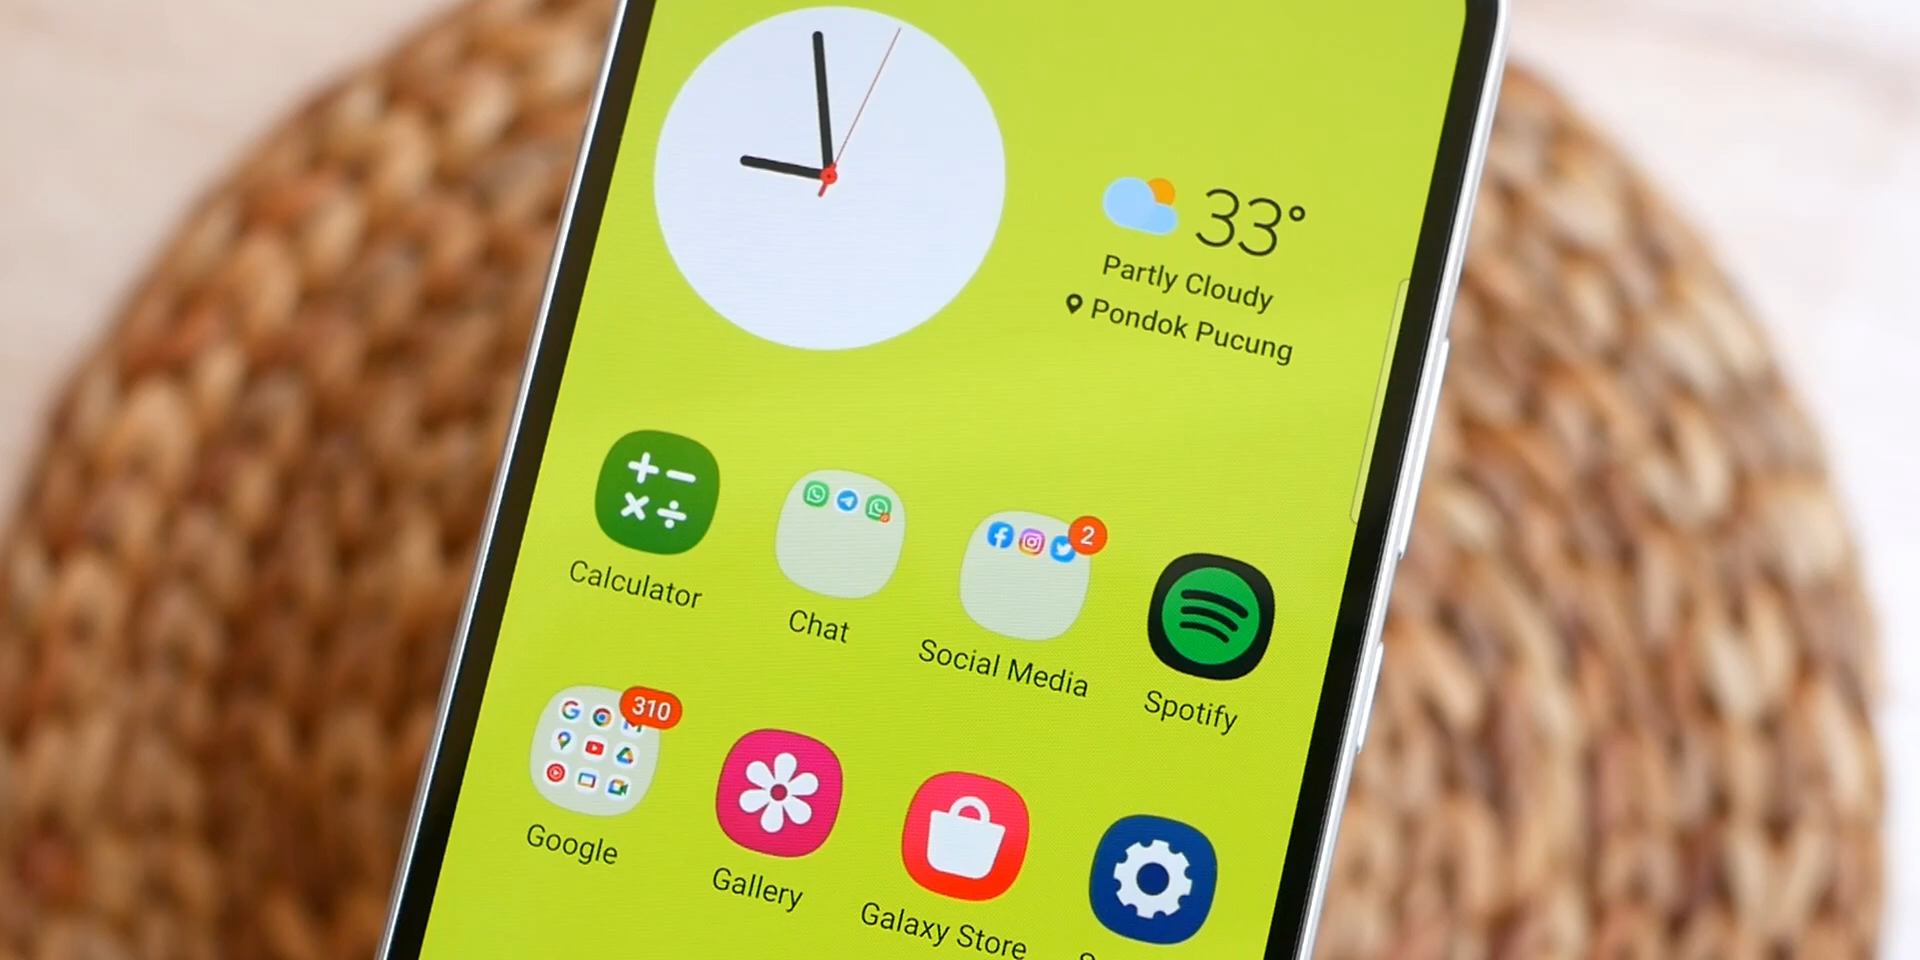 33°
Partly Cloudy
Pondok Pucung
Calculator
Chat
2
Social Media
Spotify
310
Google
Gallery
Galaxy Store